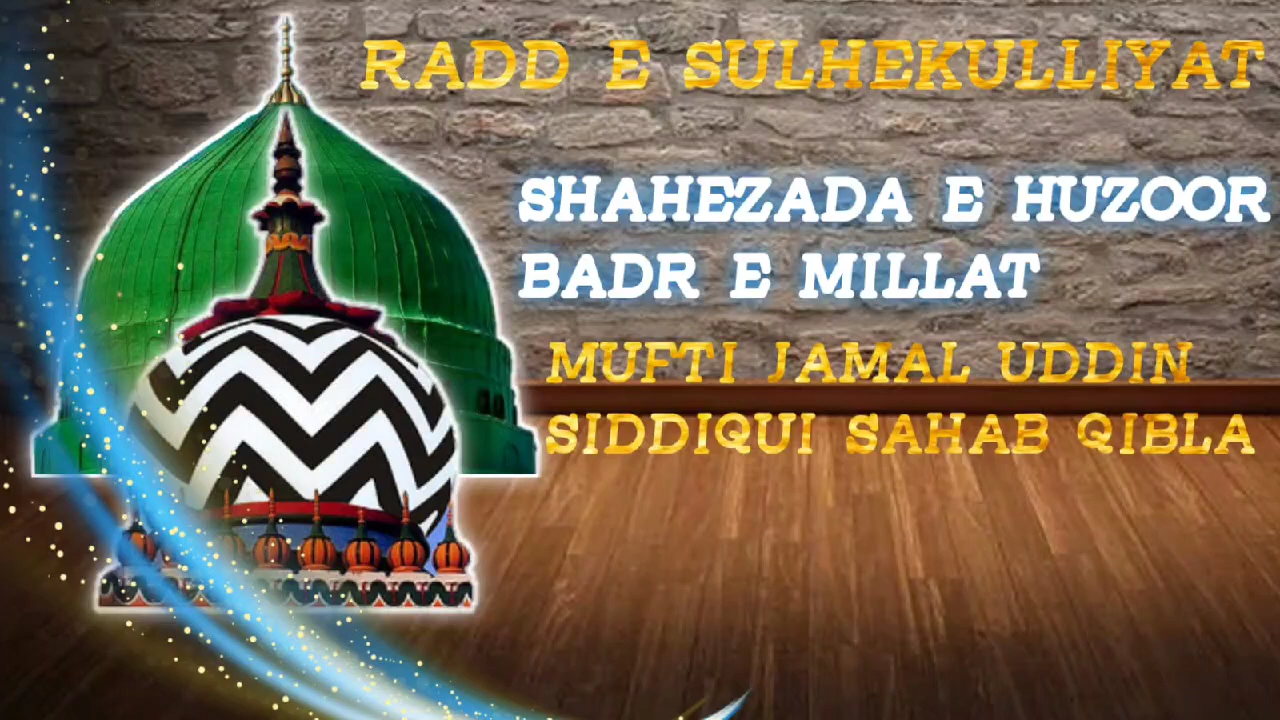 RADD E SULHEKULLIYAT
SHAHEZADA E HUZOOR
BADR E MILLAT
MUFTI JAMAL UDDIN
SIDDIQUI SAHAB QIBLA